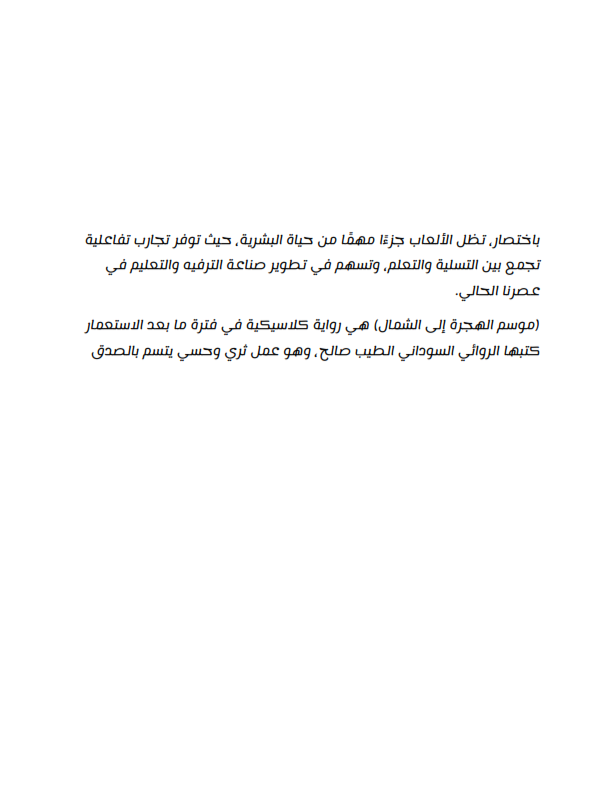 باختصار، تظل الألعاب جزءًا مهمًا من حياة البشرية، حيث توفر تجارب تفاعلية
تجمع بين التسلية والتعلم، وتسهم في تطوير صناعة الترفيه والتعليم في
عصرنا الحالي.
(موسم الهجرة إلى الشمال) هي رواية كلاسيكية في فترة ما بعد الاستعمار
كتبها الروائي السوداني الطيب صالح، وهو عمل ثري وحسي يتسم بالصدق